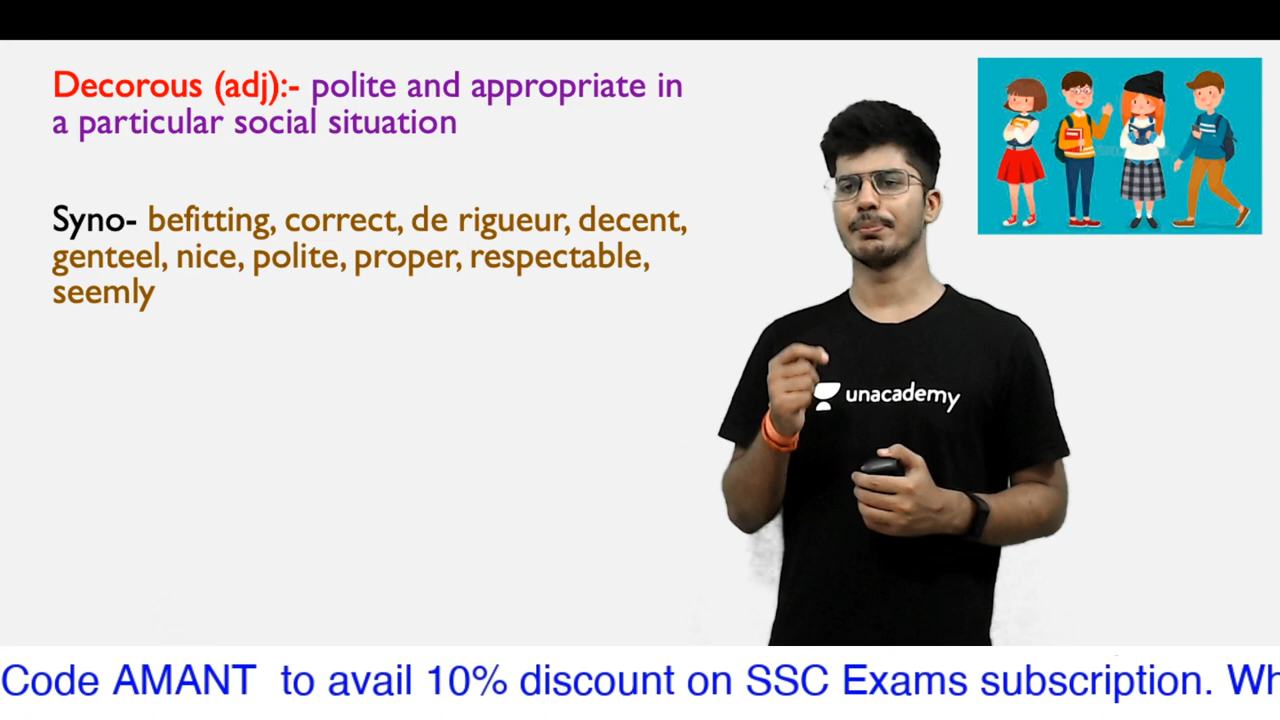 Decorous (adj):- polite and appropriate in
a particular social situation
Syno- befitting, correct, de rigueur, decent,
genteel, nice, polite, proper, respectable,
seemly
unacademy
Code AMANT to avail 10% discount on SSC Exams subscription. Wh